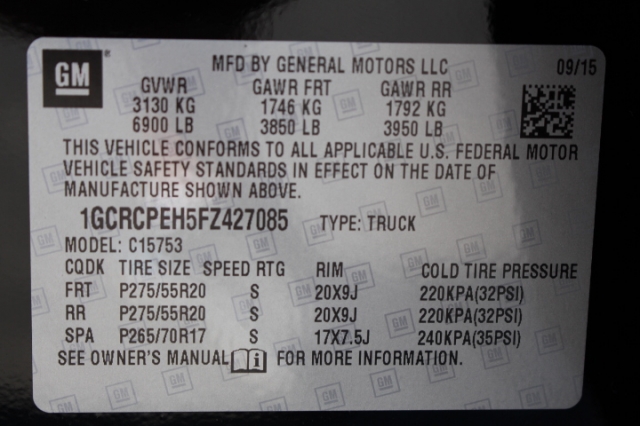 GM
MFD BY GENERAL MOTORS LLC 09/15
GVWR GAWR FRT GAWR RR
3130 KG 1746 KG 1792 KG
6900 LB 3850 LB 3950 LB
THIS VEHICLE CONFORMS TO ALL APPLICABLE U.S. FEDERAL MOTOR
VEHICLE SAFETY STANDARDS IN EFFECT ON THE DATE OF
MANUFACTURE SHOWN ABOVE.
1GCRCPEH5FZ427085 TYPE: TRUCK
MODEL: C15753
CQDK TIRE SIZE SPEED RTG RIM COLD TIRE PRESSURE
FRT P275/55R20 S 20X9J 220KPA(32PSI)
RR P275/55R20 S 20X9J 220KPA(32PSI)
SPA P265/70R17 S 17X7.5J 240KPA(35PSI)
SEE OWNER'S MANUAL i FOR MORE INFORMATION.